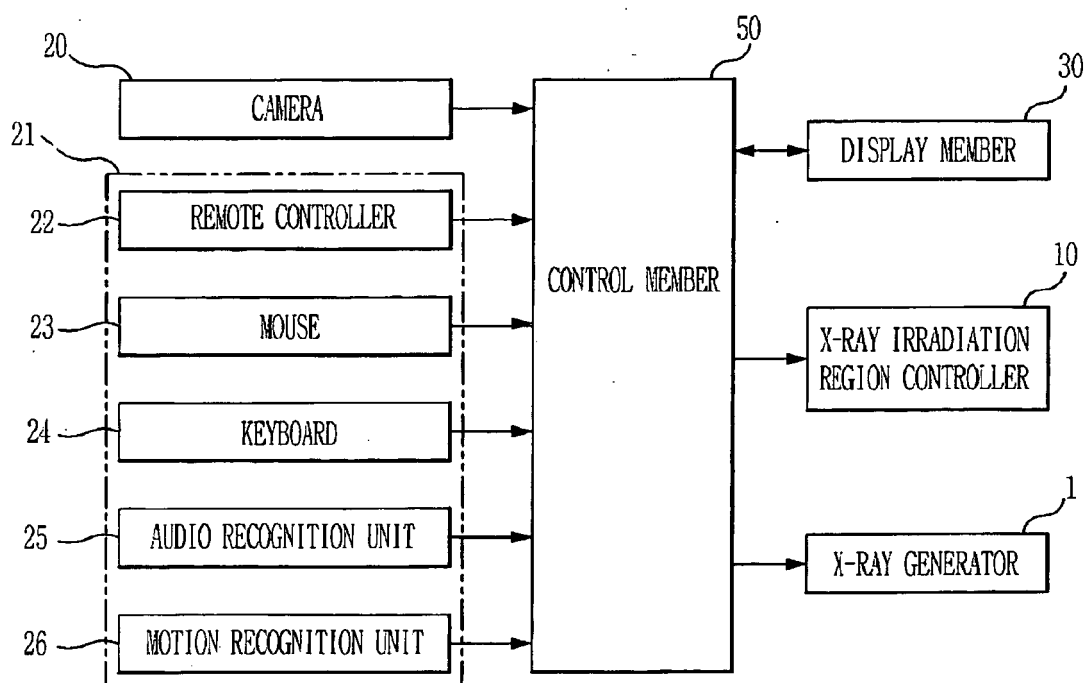 20
CAMERA
21
22
REMOTE CONTROLLER
23
MOUSE
24
KEYBOARD
25
AUDIO RECOGNITION UNIT
26
MOTION RECOGNITION UNIT
50
CONTROL MEMBER
30
DISPLAY MEMBER
10
X-RAY IRRADIATION
REGION CONTROLLER
1
X-RAY GENERATOR